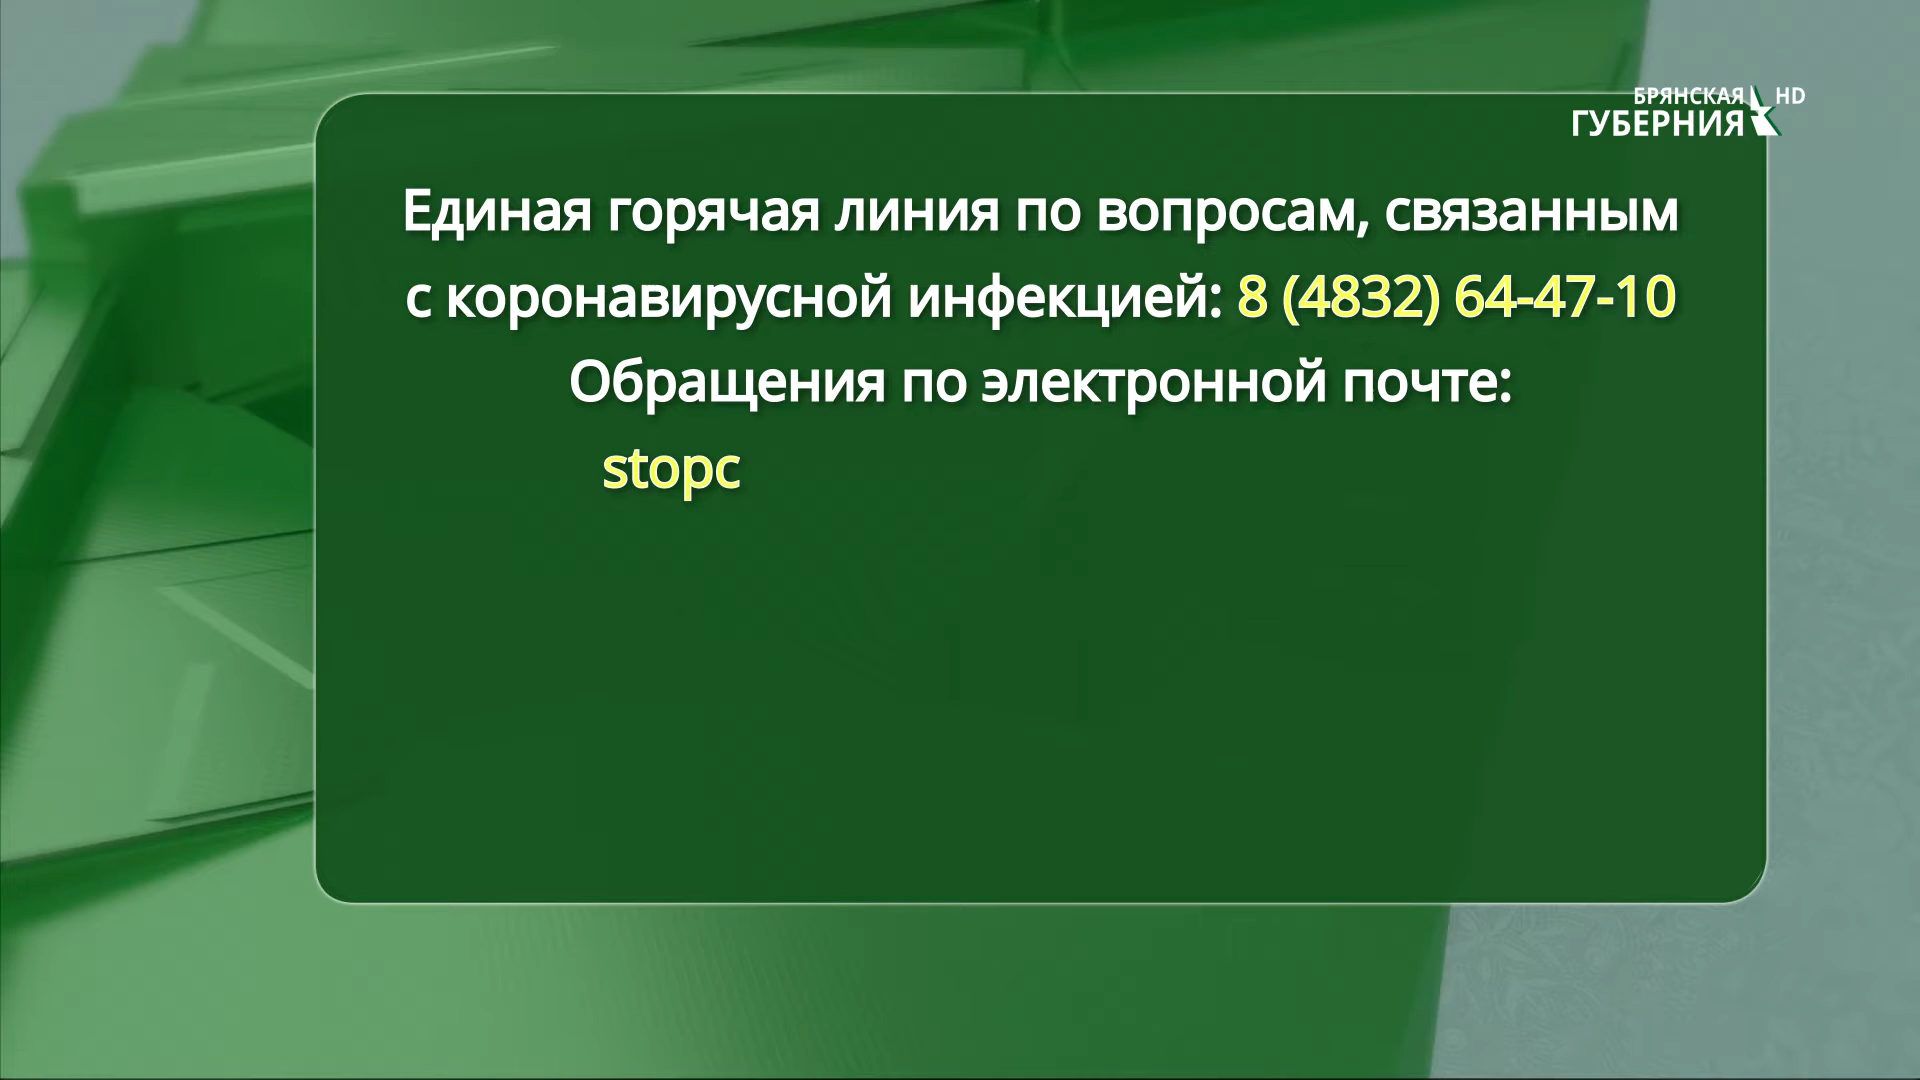 БРЯНСКАЯ HD
ГУБЕРНИЯ
Единая горячая линия по вопросам, связанным
с коронавирусной инфекцией: 8 (4832) 64-47-10
Обращения по электронной почте:
stopc